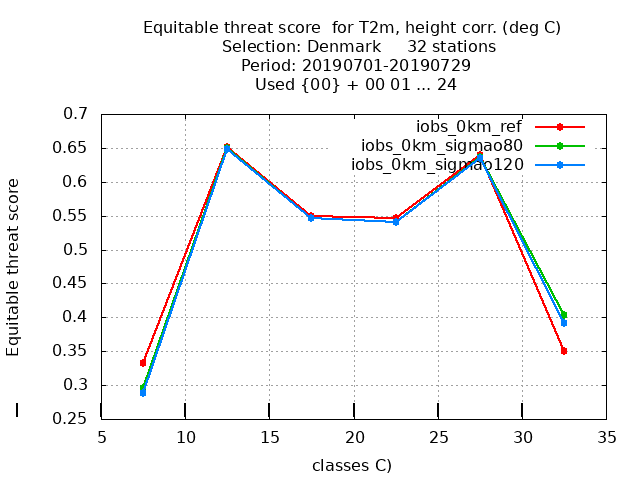 Equitable threat score for T2m, height corr. (deg C)
Selection: Denmark 32 stations
Period: 20190701-20190729
Used {00} + 00 01 ... 24
iobs_0km_ref
iobs_0km_sigmao80
iobs_0km_sigmao120
0.7
0.65
0.6
0.55
0.5
0.45
0.4
0.35
0.3
0.25
Equitable threat score
5 10 15 20 25 30 35
classes C)